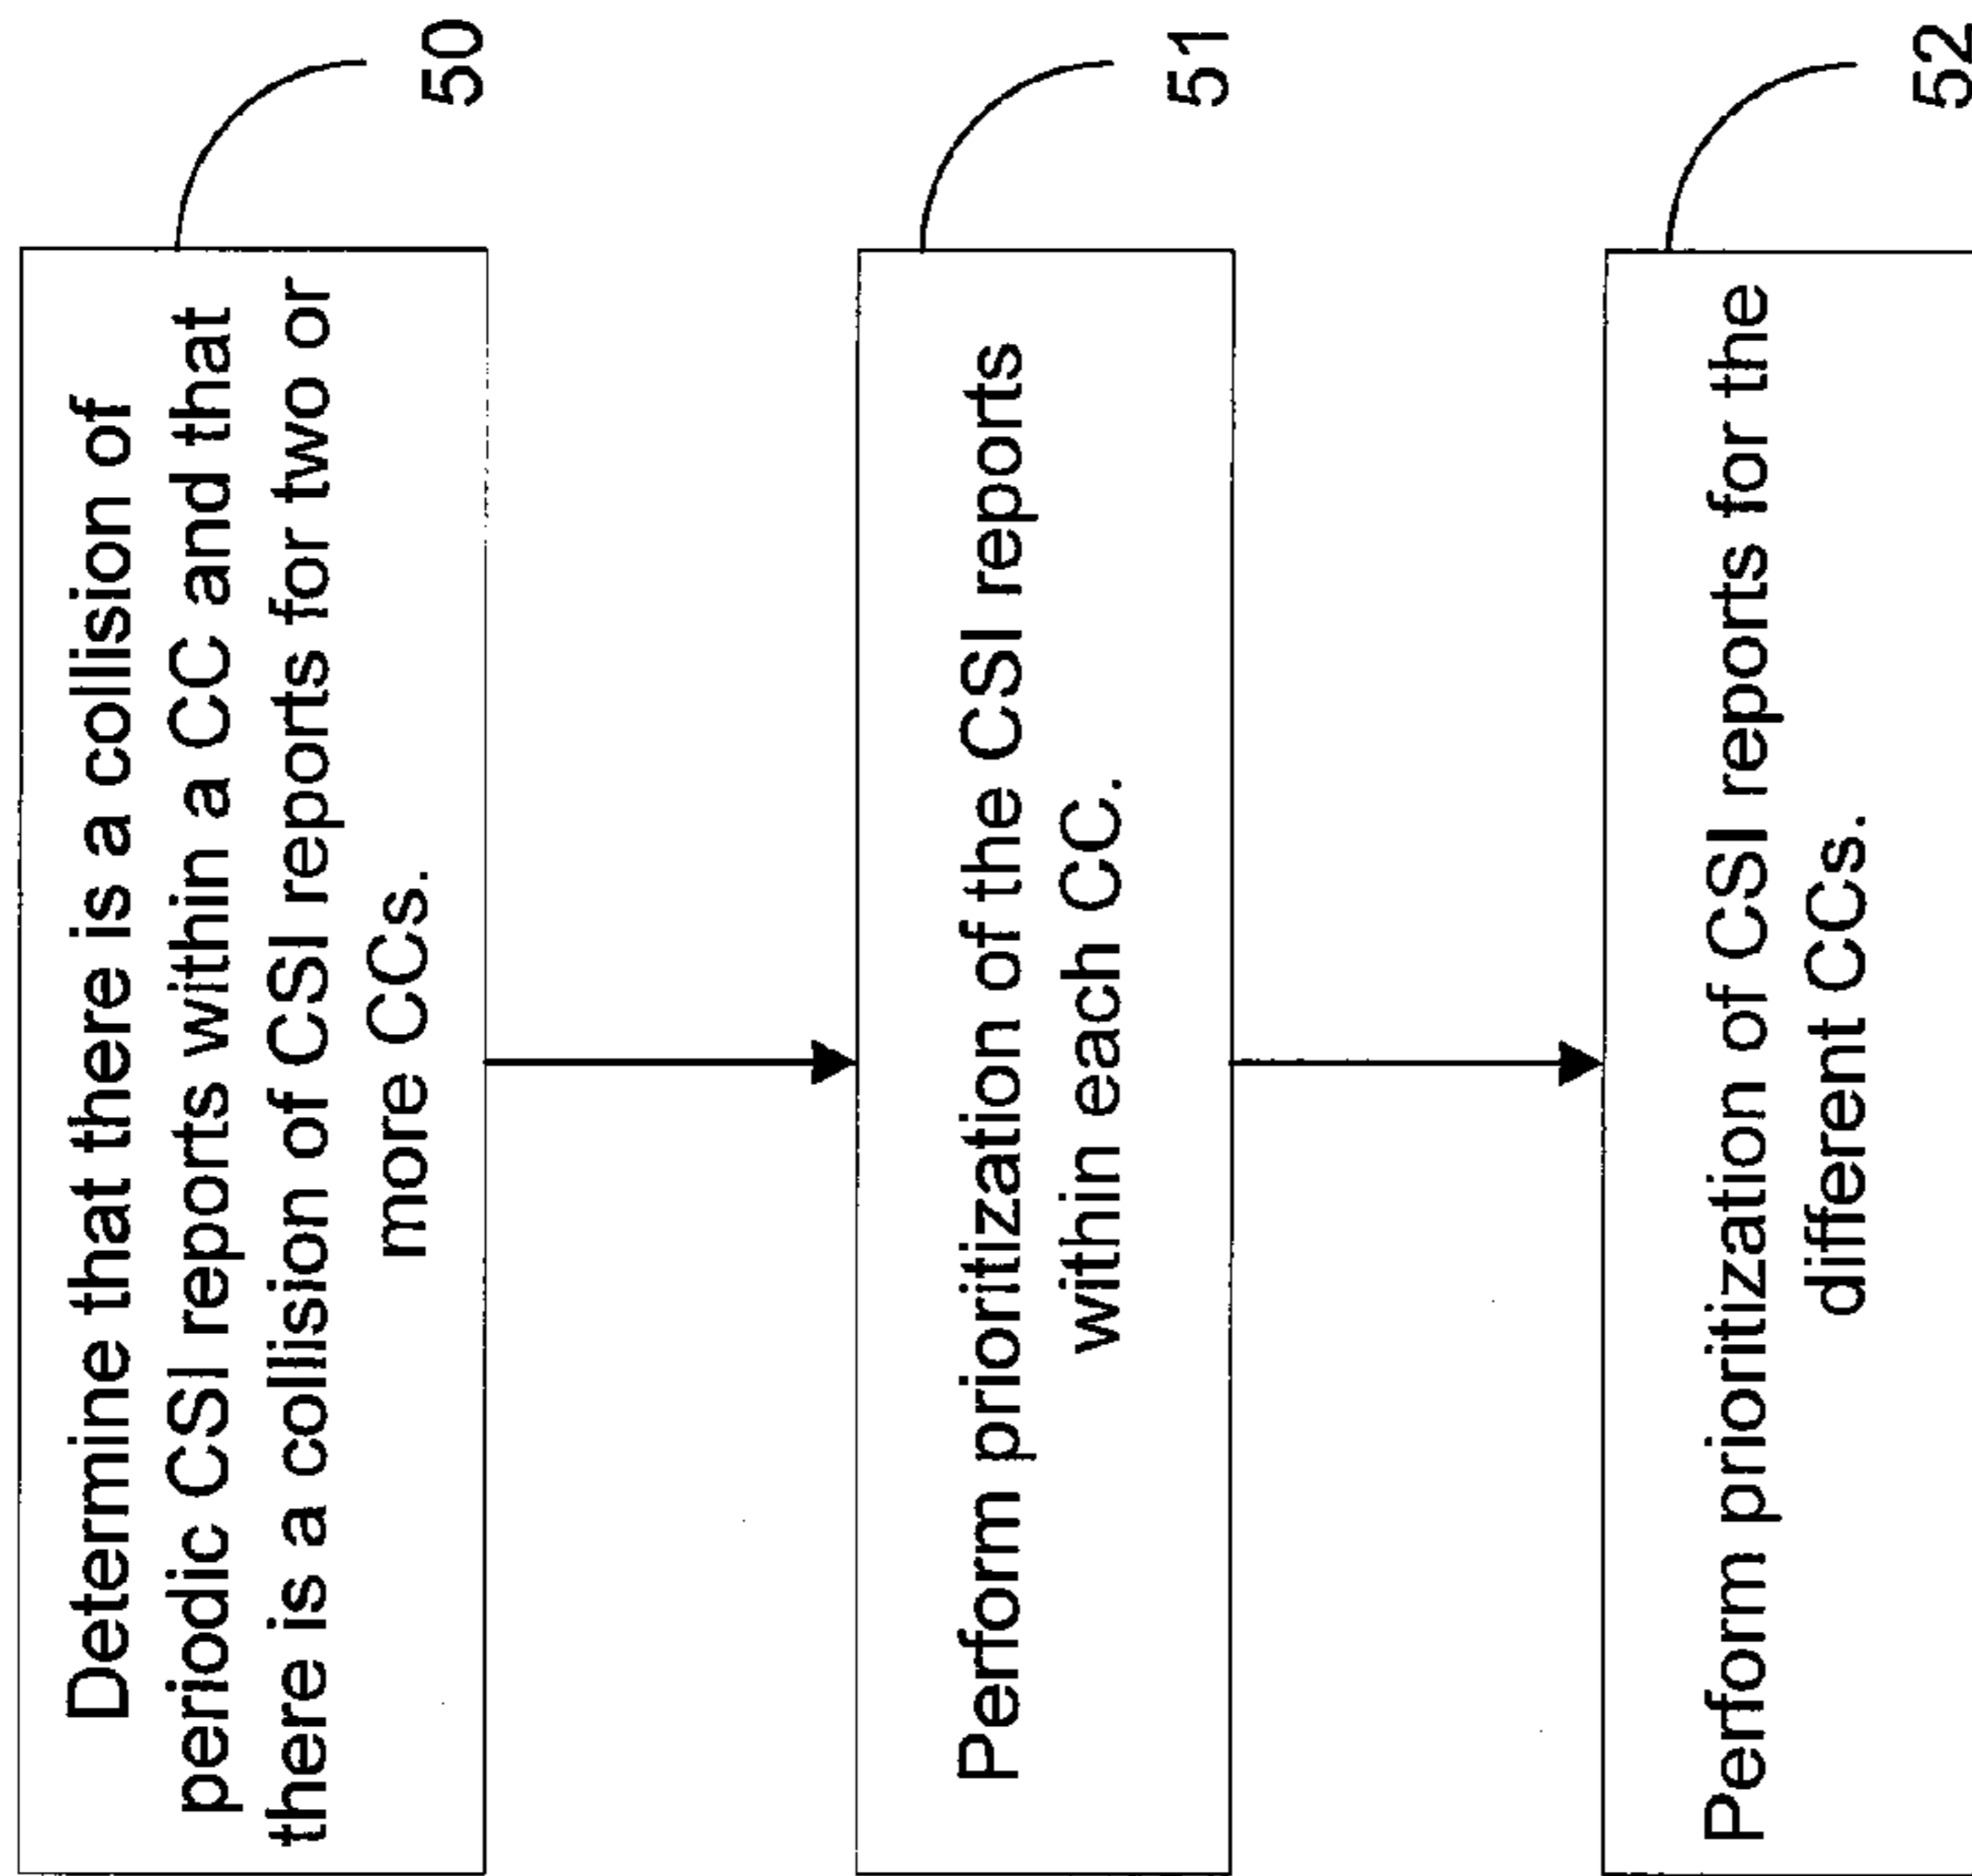 Determine that there is a collision of
periodic CSI reports within a CC and that
there is a collision of CSI reports for two or
more CCs.
50
Perform prioritization of the CSI reports
within each CC.
51
Perform prioritization of CSI reports for the
different CCs.
52